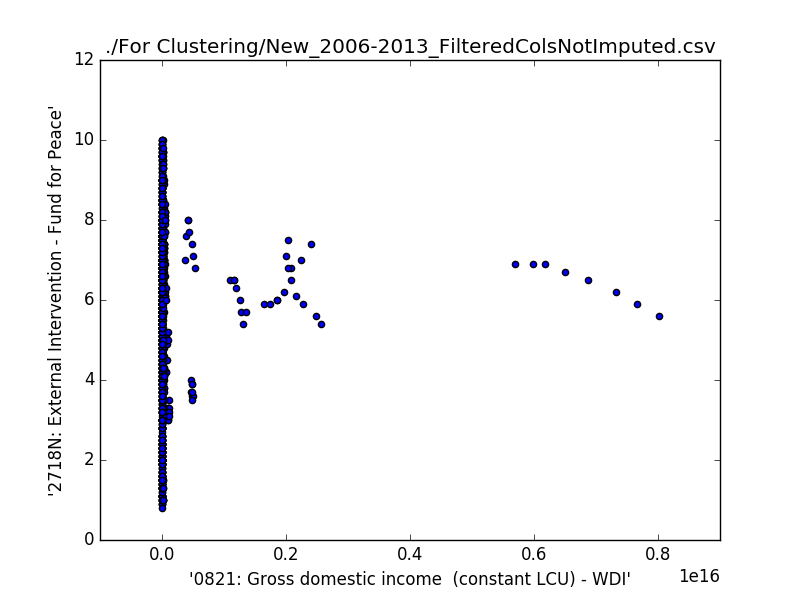 ./For Clustering/New_2006-2013_FilteredColsNotImputed.csv
12
10
8
6
4
2
0
'2718N: External Intervention - Fund for Peace'
0.0 0.2 0.4 0.6 0.8
1e16
'0821: Gross domestic income  (constant LCU) - WDI'